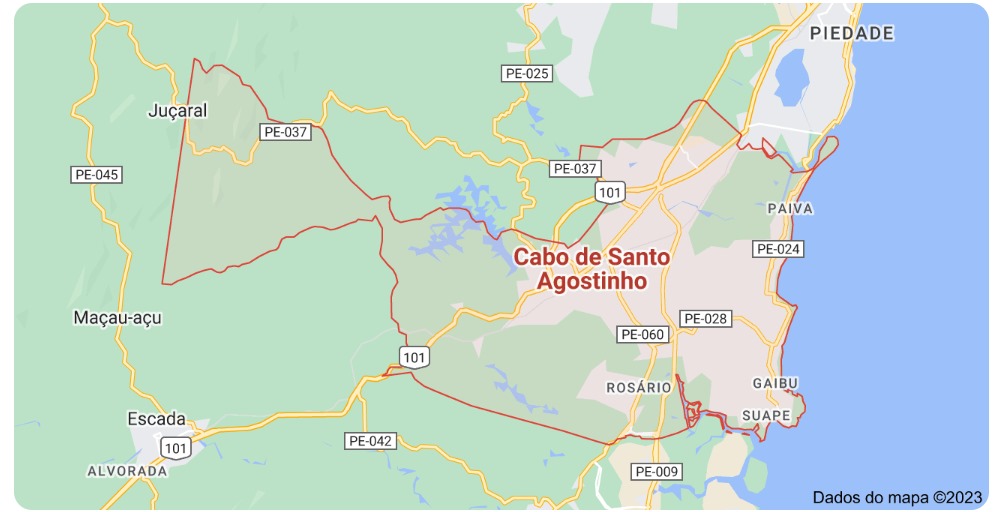 PIEDADE
PE-025
Juçaral
PE-037
PE-037
PE-045
101
PAIVA
PE-024
Cabo de Santo
Agostinho
Maçau-açu
PE-028
PE-060
101
GAIBU
ROSÁRIO
SUAPE
Escada
PE-042
101
ALVORADA
PE-009
Dados do mapa ©2023